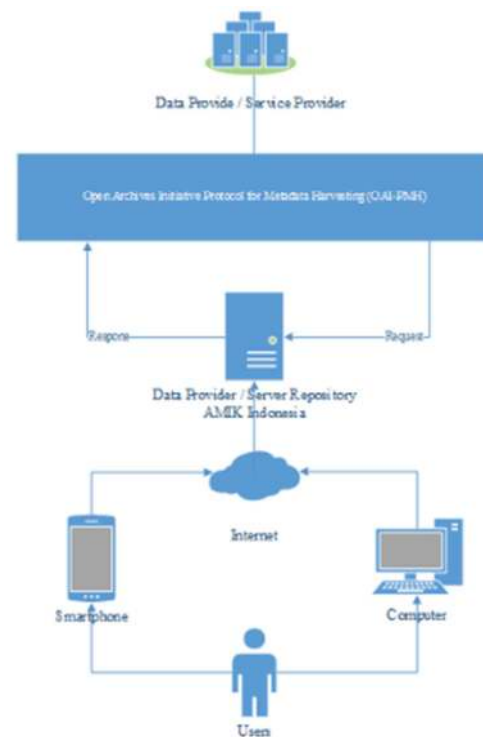 Data Provide / Service Provider
Open Archives Initiative Protocol for Metadata Harvesting (OAI-PMH)
Respons
Request
Data Provider / Server Repository
AMIK Indonesia
Internet
Smartphone
Computer
Users